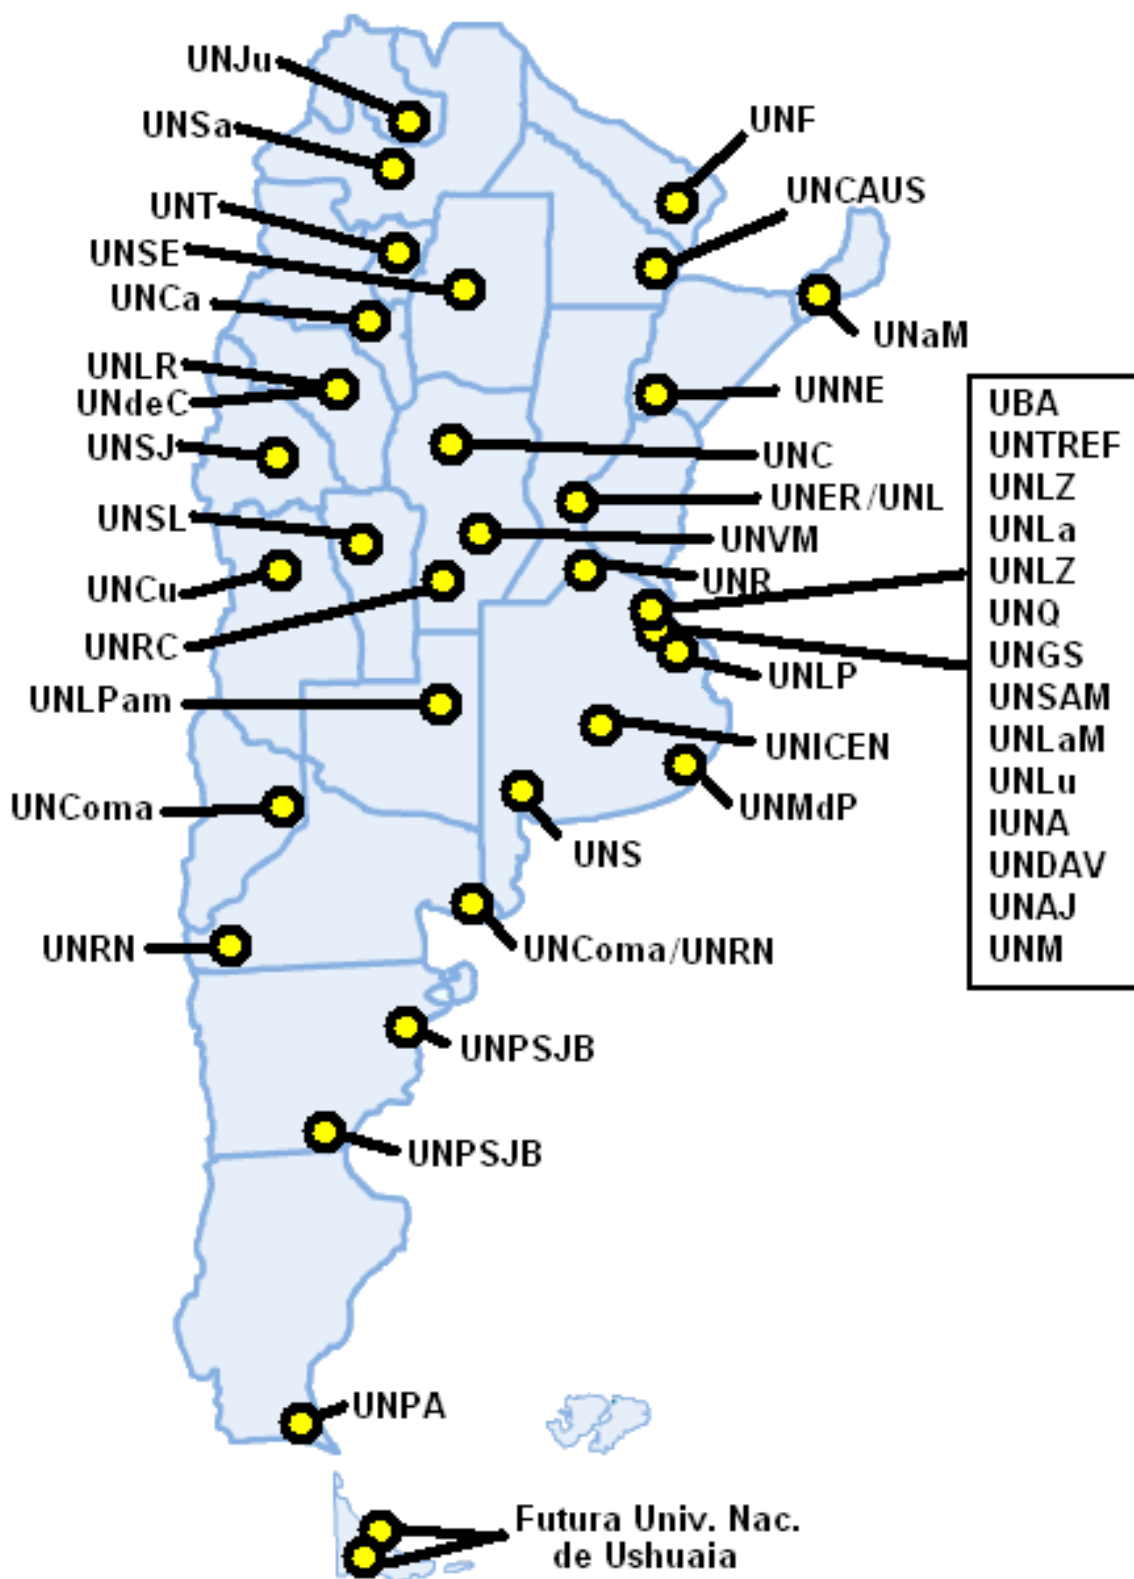 UNJu
UNSa
UNT
UNSE
UNCa
UNLR
UNdeC
UNSJ
UNSL
UNCu
UNRC
UNLPam
UNComa
UNRN
UNF
UNCAUS
UNaM
UNNE
UNC
UNER/UNL
UNVM
UNR
UNLP
UNICEN
UNMdP
UNS
UNComa/UNRN
UNPSJB
UNPSJB
UNPA
Futura Univ. Nac.
de Ushuaia
UBA
UNTREF
UNLZ
UNLa
UNLZ
UNQ
UNGS
UNSAM
UNLaM
UNLu
IUNA
UNDAV
UNAJ
UNM